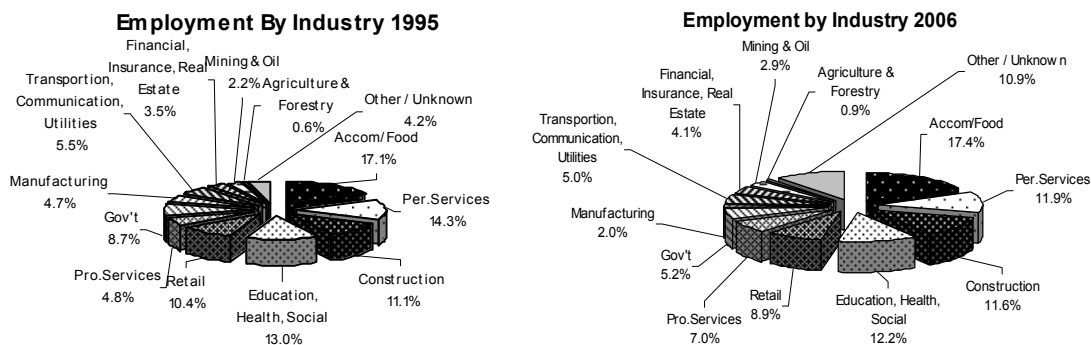 Employment By Industry 1995
Financial,
Insurance, Real
Estate
3.5%
Mining & Oil
2.2%
Agriculture &
Forestry
0.6%
Other / Unknown
4.2%
Accom/Food
17.1%
Per.Services
14.3%
Construction
11.1%
Education,
Health, Social
13.0%
Retail
10.4%
Pro.Services
4.8%
Gov't
8.7%
Manufacturing
4.7%
Transportion,
Communication,
Utilities
5.5%
Employment by Industry 2006
Mining & Oil
2.9%
Agriculture &
Forestry
0.9%
Other / Unknown
10.9%
Accom/Food
17.4%
Per.Services
11.9%
Construction
11.6%
Education, Health,
Social
12.2%
Retail
8.9%
Pro.Services
7.0%
Gov't
5.2%
Manufacturing
2.0%
Transportion,
Communication,
Utilities
5.0%
Financial,
Insurance, Real
Estate
4.1%